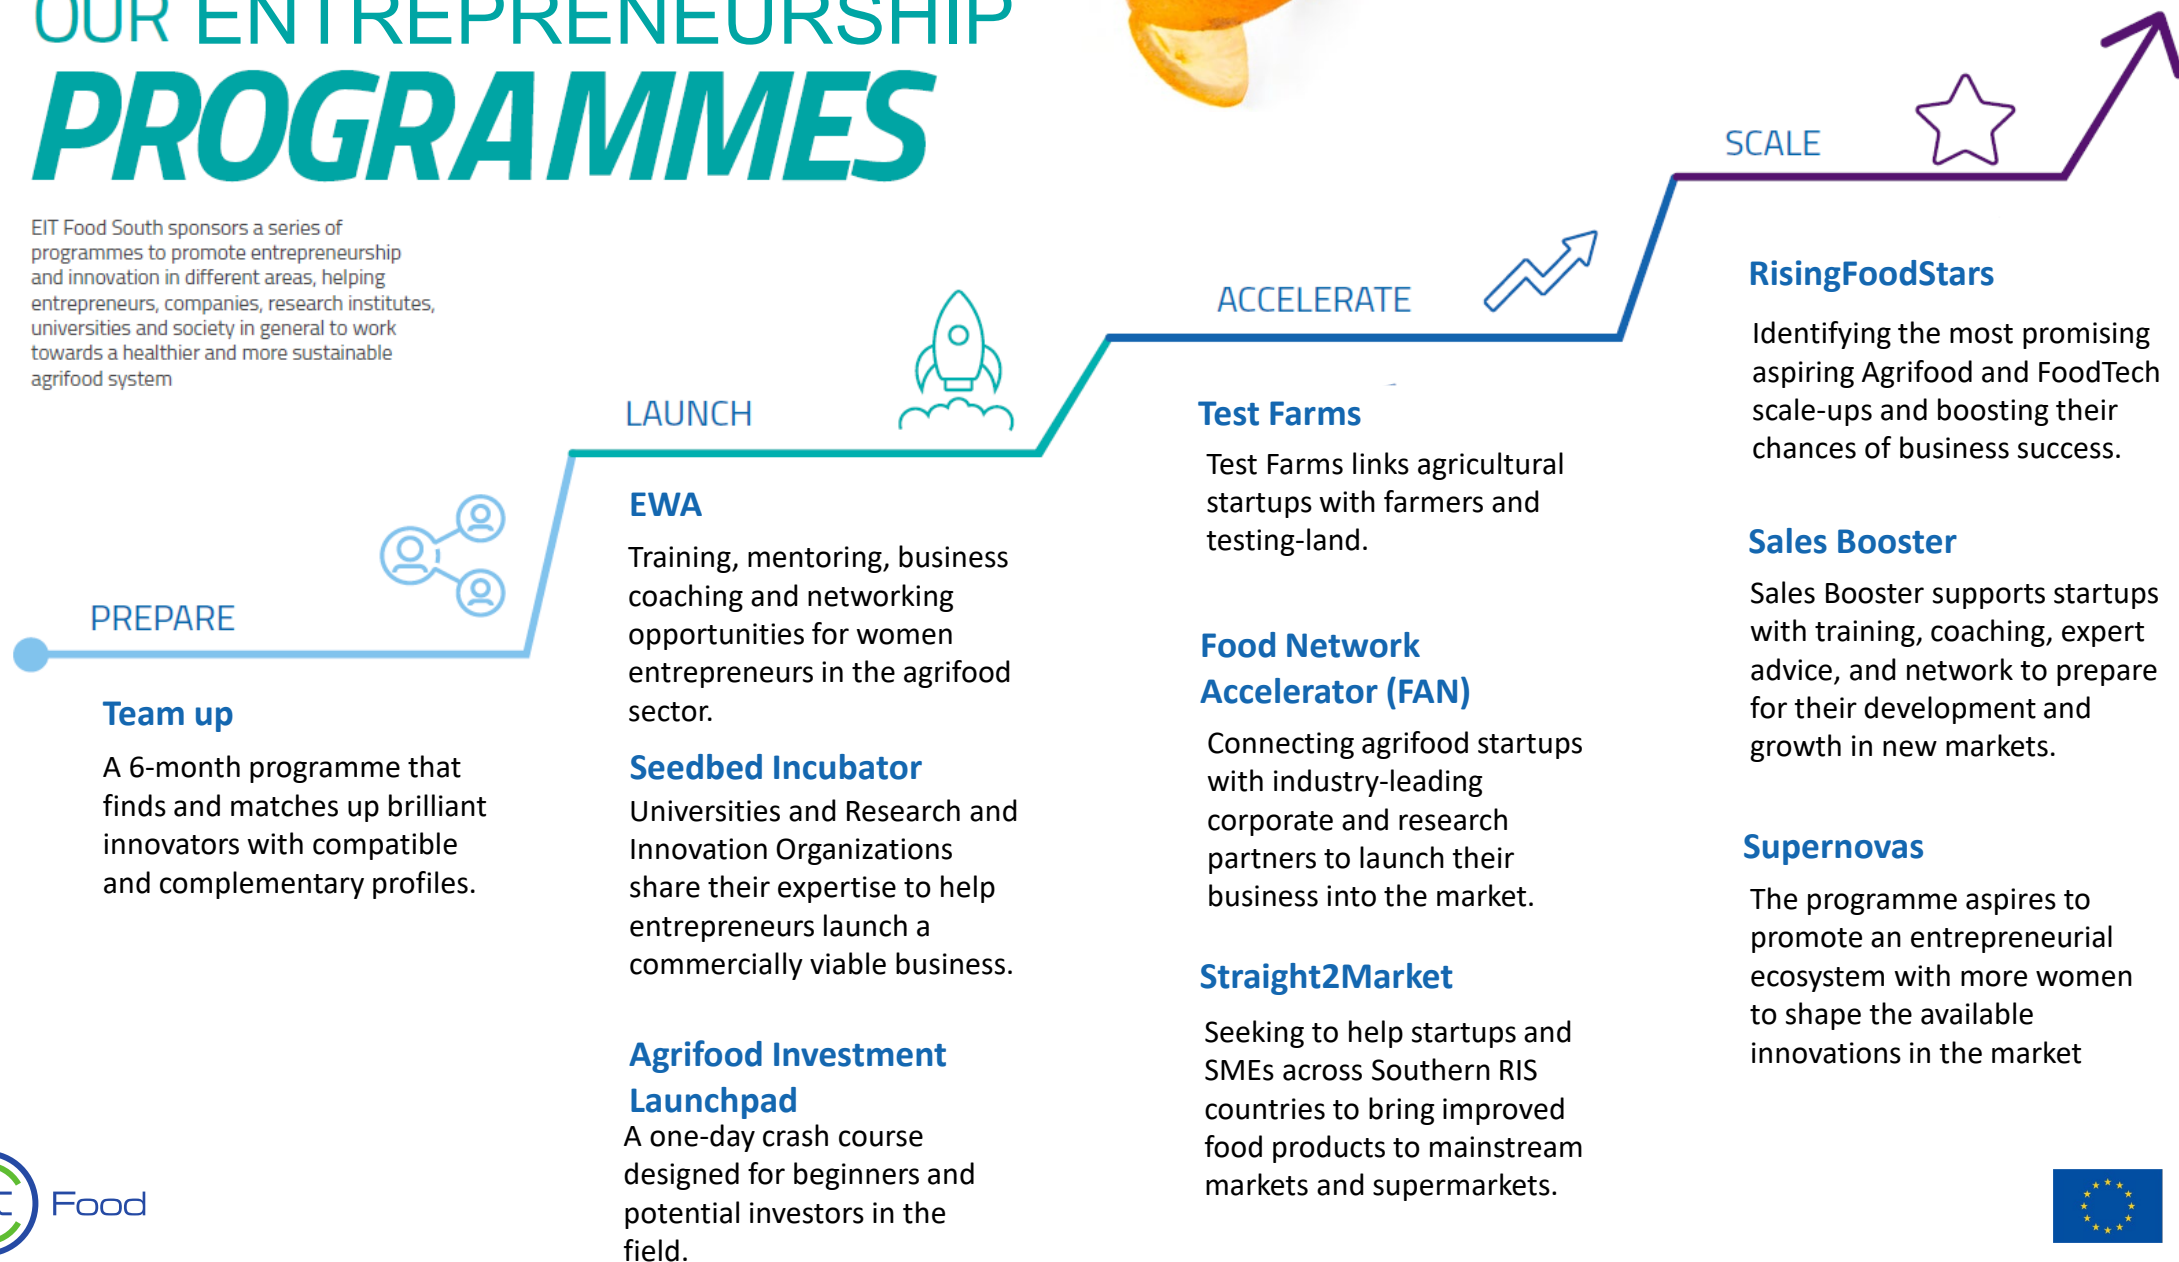 OUR ENTREPRENEURSHIP
PROGRAMMES
EIT Food South sponsors a series of
programmes to promote entrepreneurship
and innovation in different areas, helping
entrepreneurs, companies, research institutes,
universities and society in general to work
towards a healthier and more sustainable
agrifood system
PREPARE
Team up
A 6-month programme that
finds and matches up brilliant
innovators with compatible
and complementary profiles.
LAUNCH
EWA
Training, mentoring, business
coaching and networking
opportunities for women
entrepreneurs in the agrifood
sector.
Seedbed Incubator
Universities and Research and
Innovation Organizations
share their expertise to help
entrepreneurs launch a
commercially viable business.
Agrifood Investment
Launchpad
A one-day crash course
designed for beginners and
potential investors in the
field.
ACCELERATE
Test Farms
Test Farms links agricultural
startups with farmers and
testing-land.
Food Network
Accelerator (FAN)
Connecting agrifood startups
with industry-leading
corporate and research
partners to launch their
business into the market.
Straight2Market
Seeking to help startups and
SMEs across Southern RIS
countries to bring improved
food products to mainstream
markets and supermarkets.
SCALE
RisingFoodStars
Identifying the most promising
aspiring Agrifood and FoodTech
scale-ups and boosting their
chances of business success.
Sales Booster
Sales Booster supports startups
with training, coaching, expert
advice, and network to prepare
for their development and
growth in new markets.
Supernovas
The programme aspires to
promote an entrepreneurial
ecosystem with more women
to shape the available
innovations in the market
Food